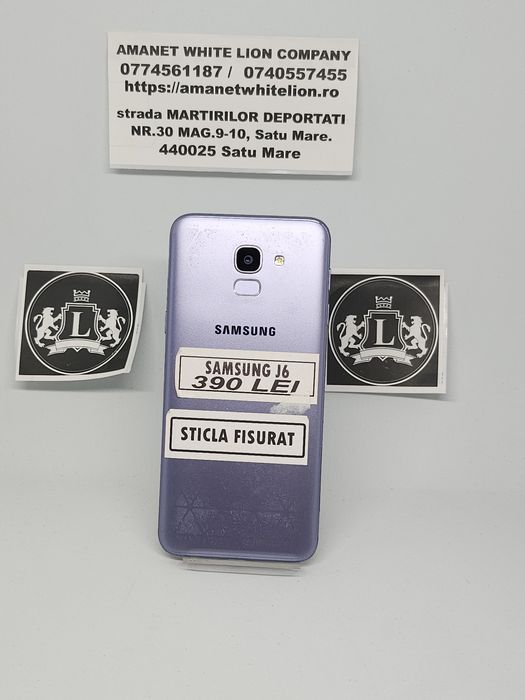 AMANET WHITE LION COMPANY
0774561187 / 0740557455
https://amanetwhitelion.ro
strada MARTIRILOR DEPORTATI
NR.30 MAG.9-10, Satu Mare.
440025 Satu Mare
L
L
SAMSUNG
SAMSUNG J6
390 LEI
STICLA FISURAT